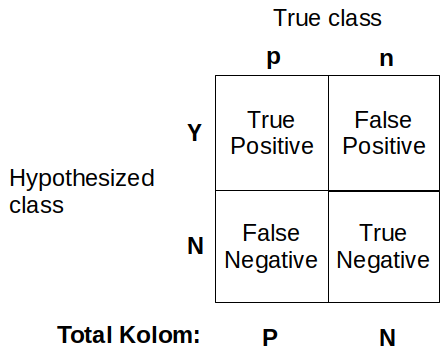 True class
p n
Y
True Positive
False Positive
Hypothesized class
N
False Negative
True Negative
Total Kolom: P N